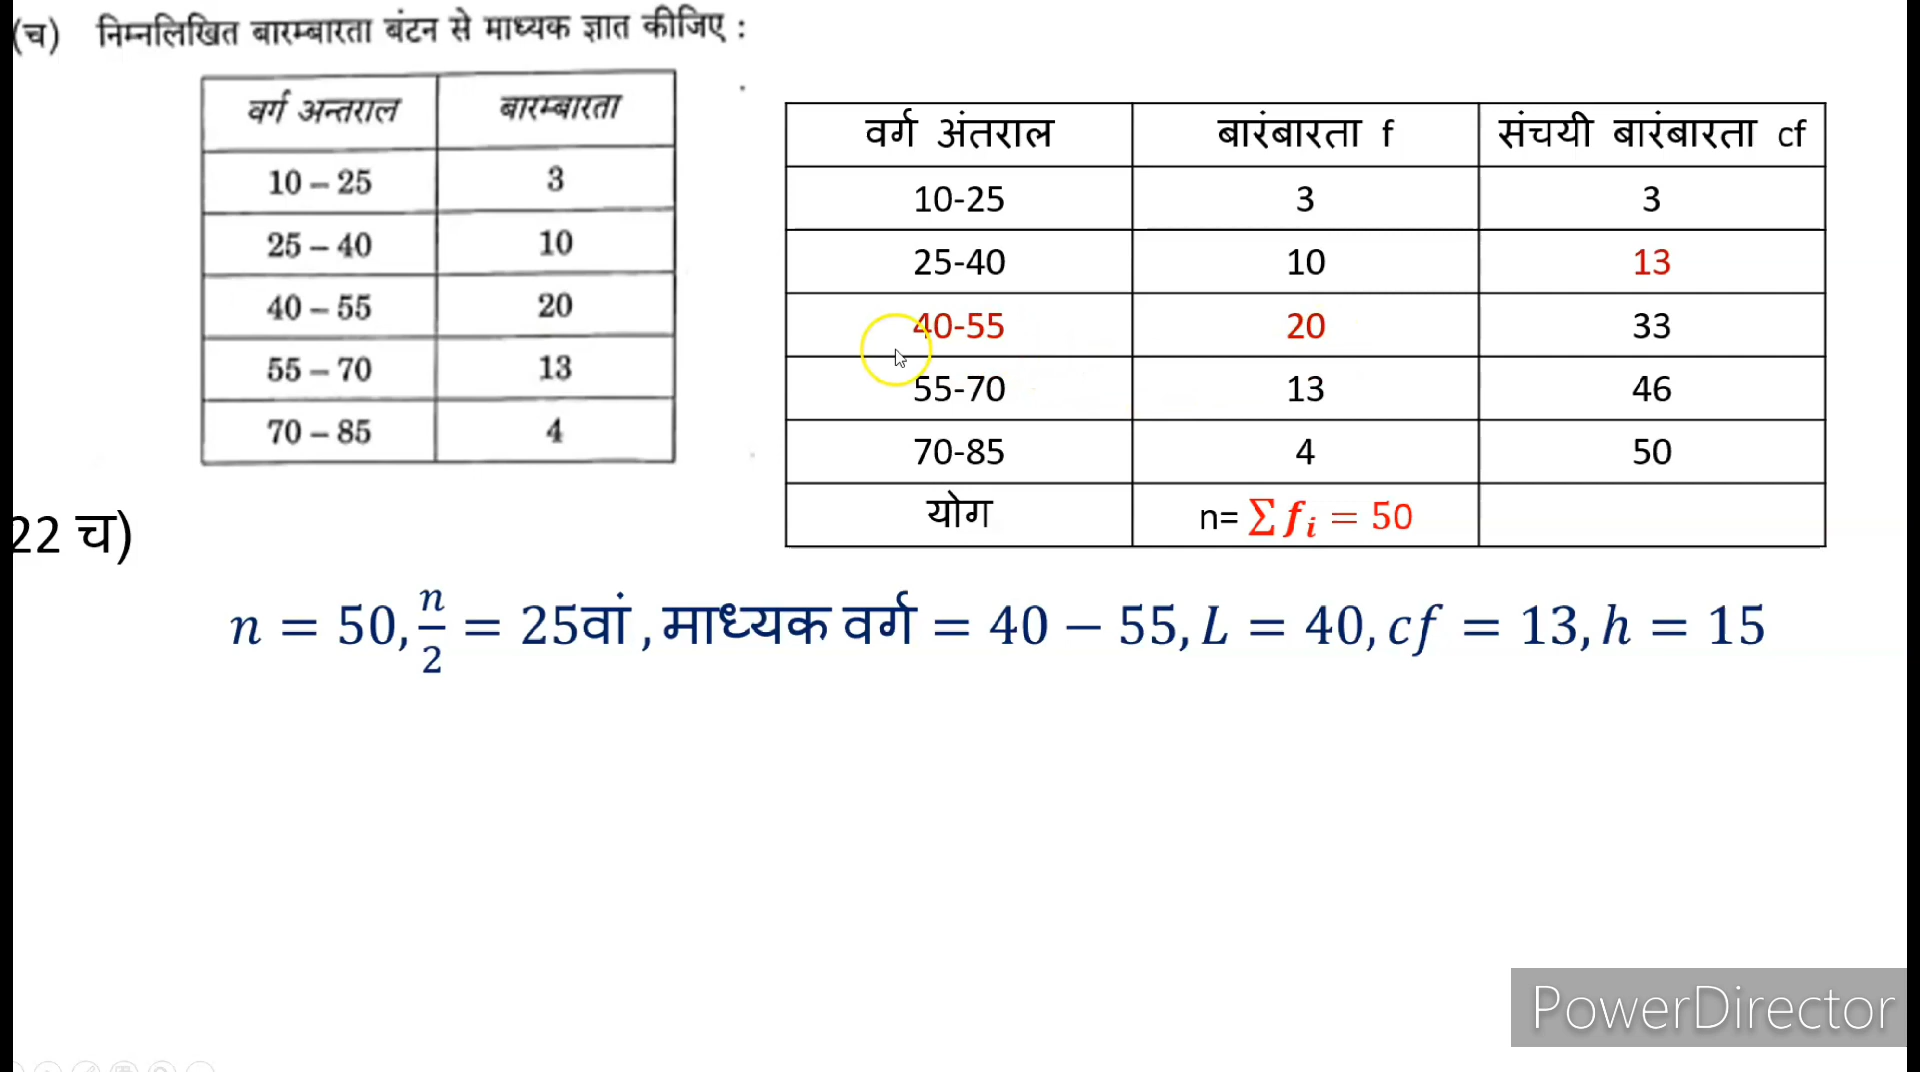 (च) निम्नलिखित बारम्बारता बंटन से माध्यक ज्ञात कीजिए :
वर्ग अन्तराल बारम्बारता
10 – 25 3
25 – 40 10
40 – 55 20
55 – 70 13
70 – 85 4
वर्ग अंतराल बारंबारता f संचयी बारंबारता cf
10-25 3 3
25-40 10 13
40-55 20 33
55-70 13 46
70-85 4 50
योग n= ∑ fᵢ = 50
22 च)
n = 50, n/2 = 25वां , माध्यक वर्ग = 40 − 55, L = 40, cf = 13, h = 15
PowerDirector